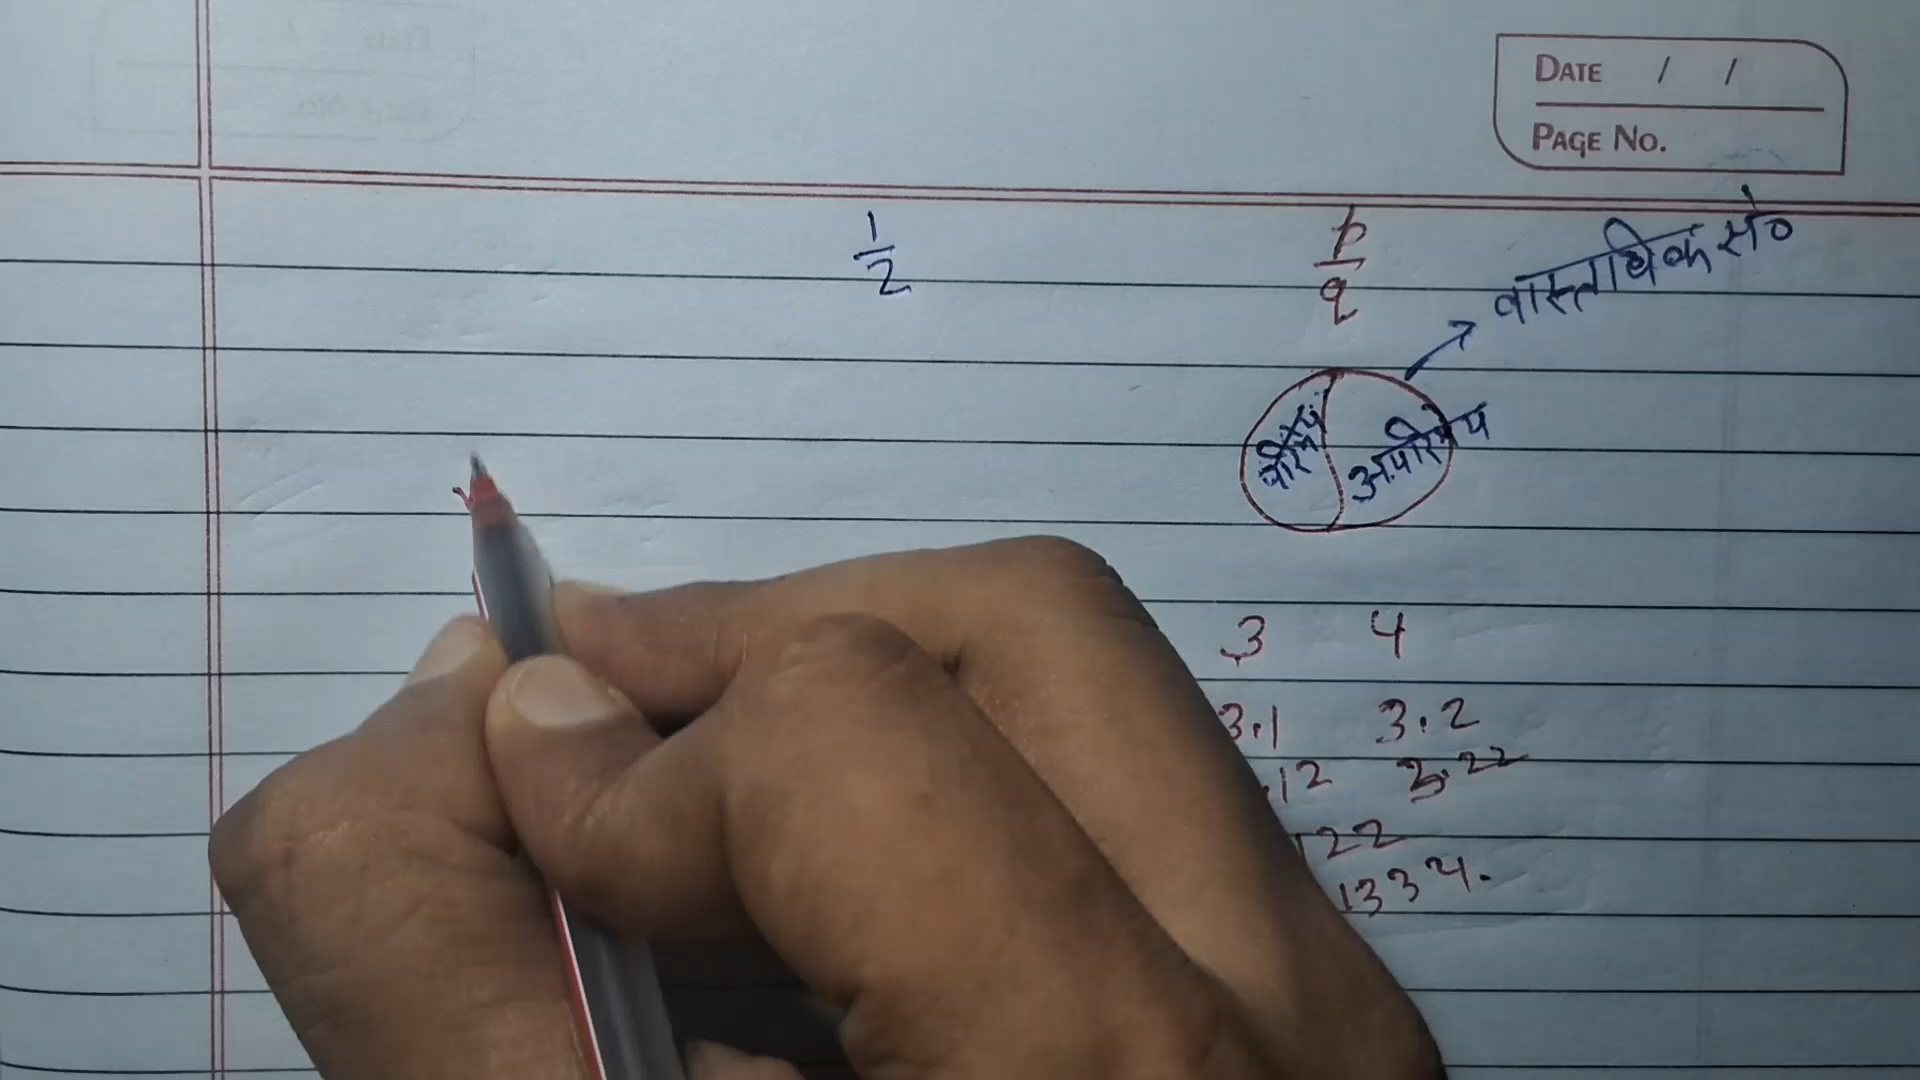 DATE / /
PAGE No.
1
2
p
q
वास्तविक सं०
परिमेय
अपरिमेय
3 4
3.1 3.2
.12 3.22
122
1334.